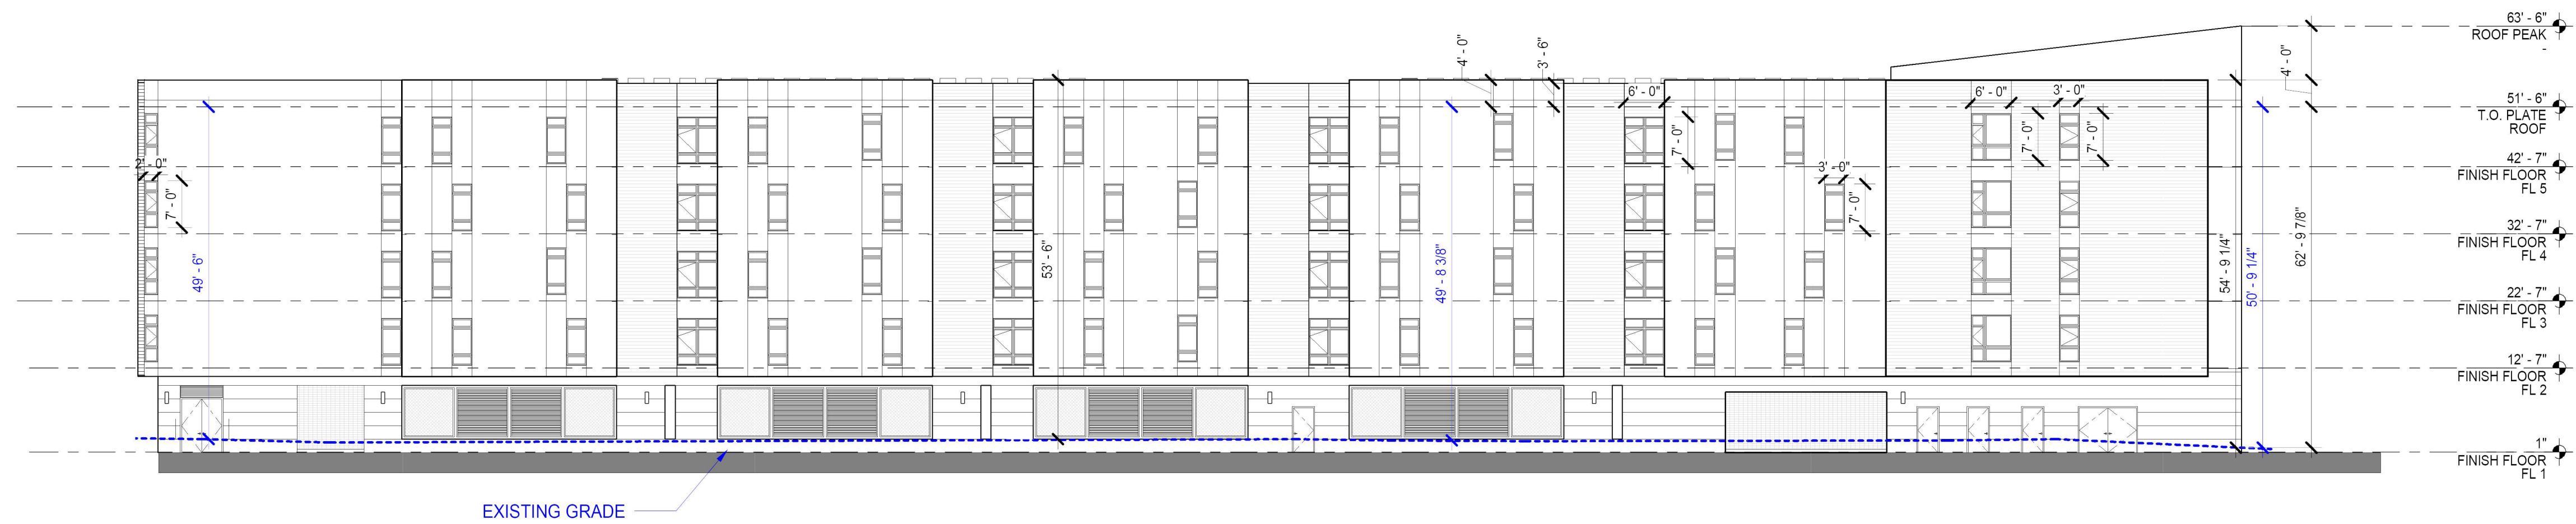 63' - 6"
ROOF PEAK
-
4' - 0"
3' - 6"
4' - 0"
6' - 0"
6' - 0"
3' - 0"
51' - 6"
T.O. PLATE
ROOF
7' - 0"
7' - 0"
7' - 0"
2' - 0"
3' - 0"
42' - 7"
FINISH FLOOR
FL 5
7' - 0"
7' - 0"
32' - 7"
FINISH FLOOR
FL 4
49' - 6"
53' - 6"
49' - 8 3/8"
54' - 9 1/4"
50' - 9 1/4"
62' - 9 7/8"
22' - 7"
FINISH FLOOR
FL 3
12' - 7"
FINISH FLOOR
FL 2
1"
FINISH FLOOR
FL 1
EXISTING GRADE